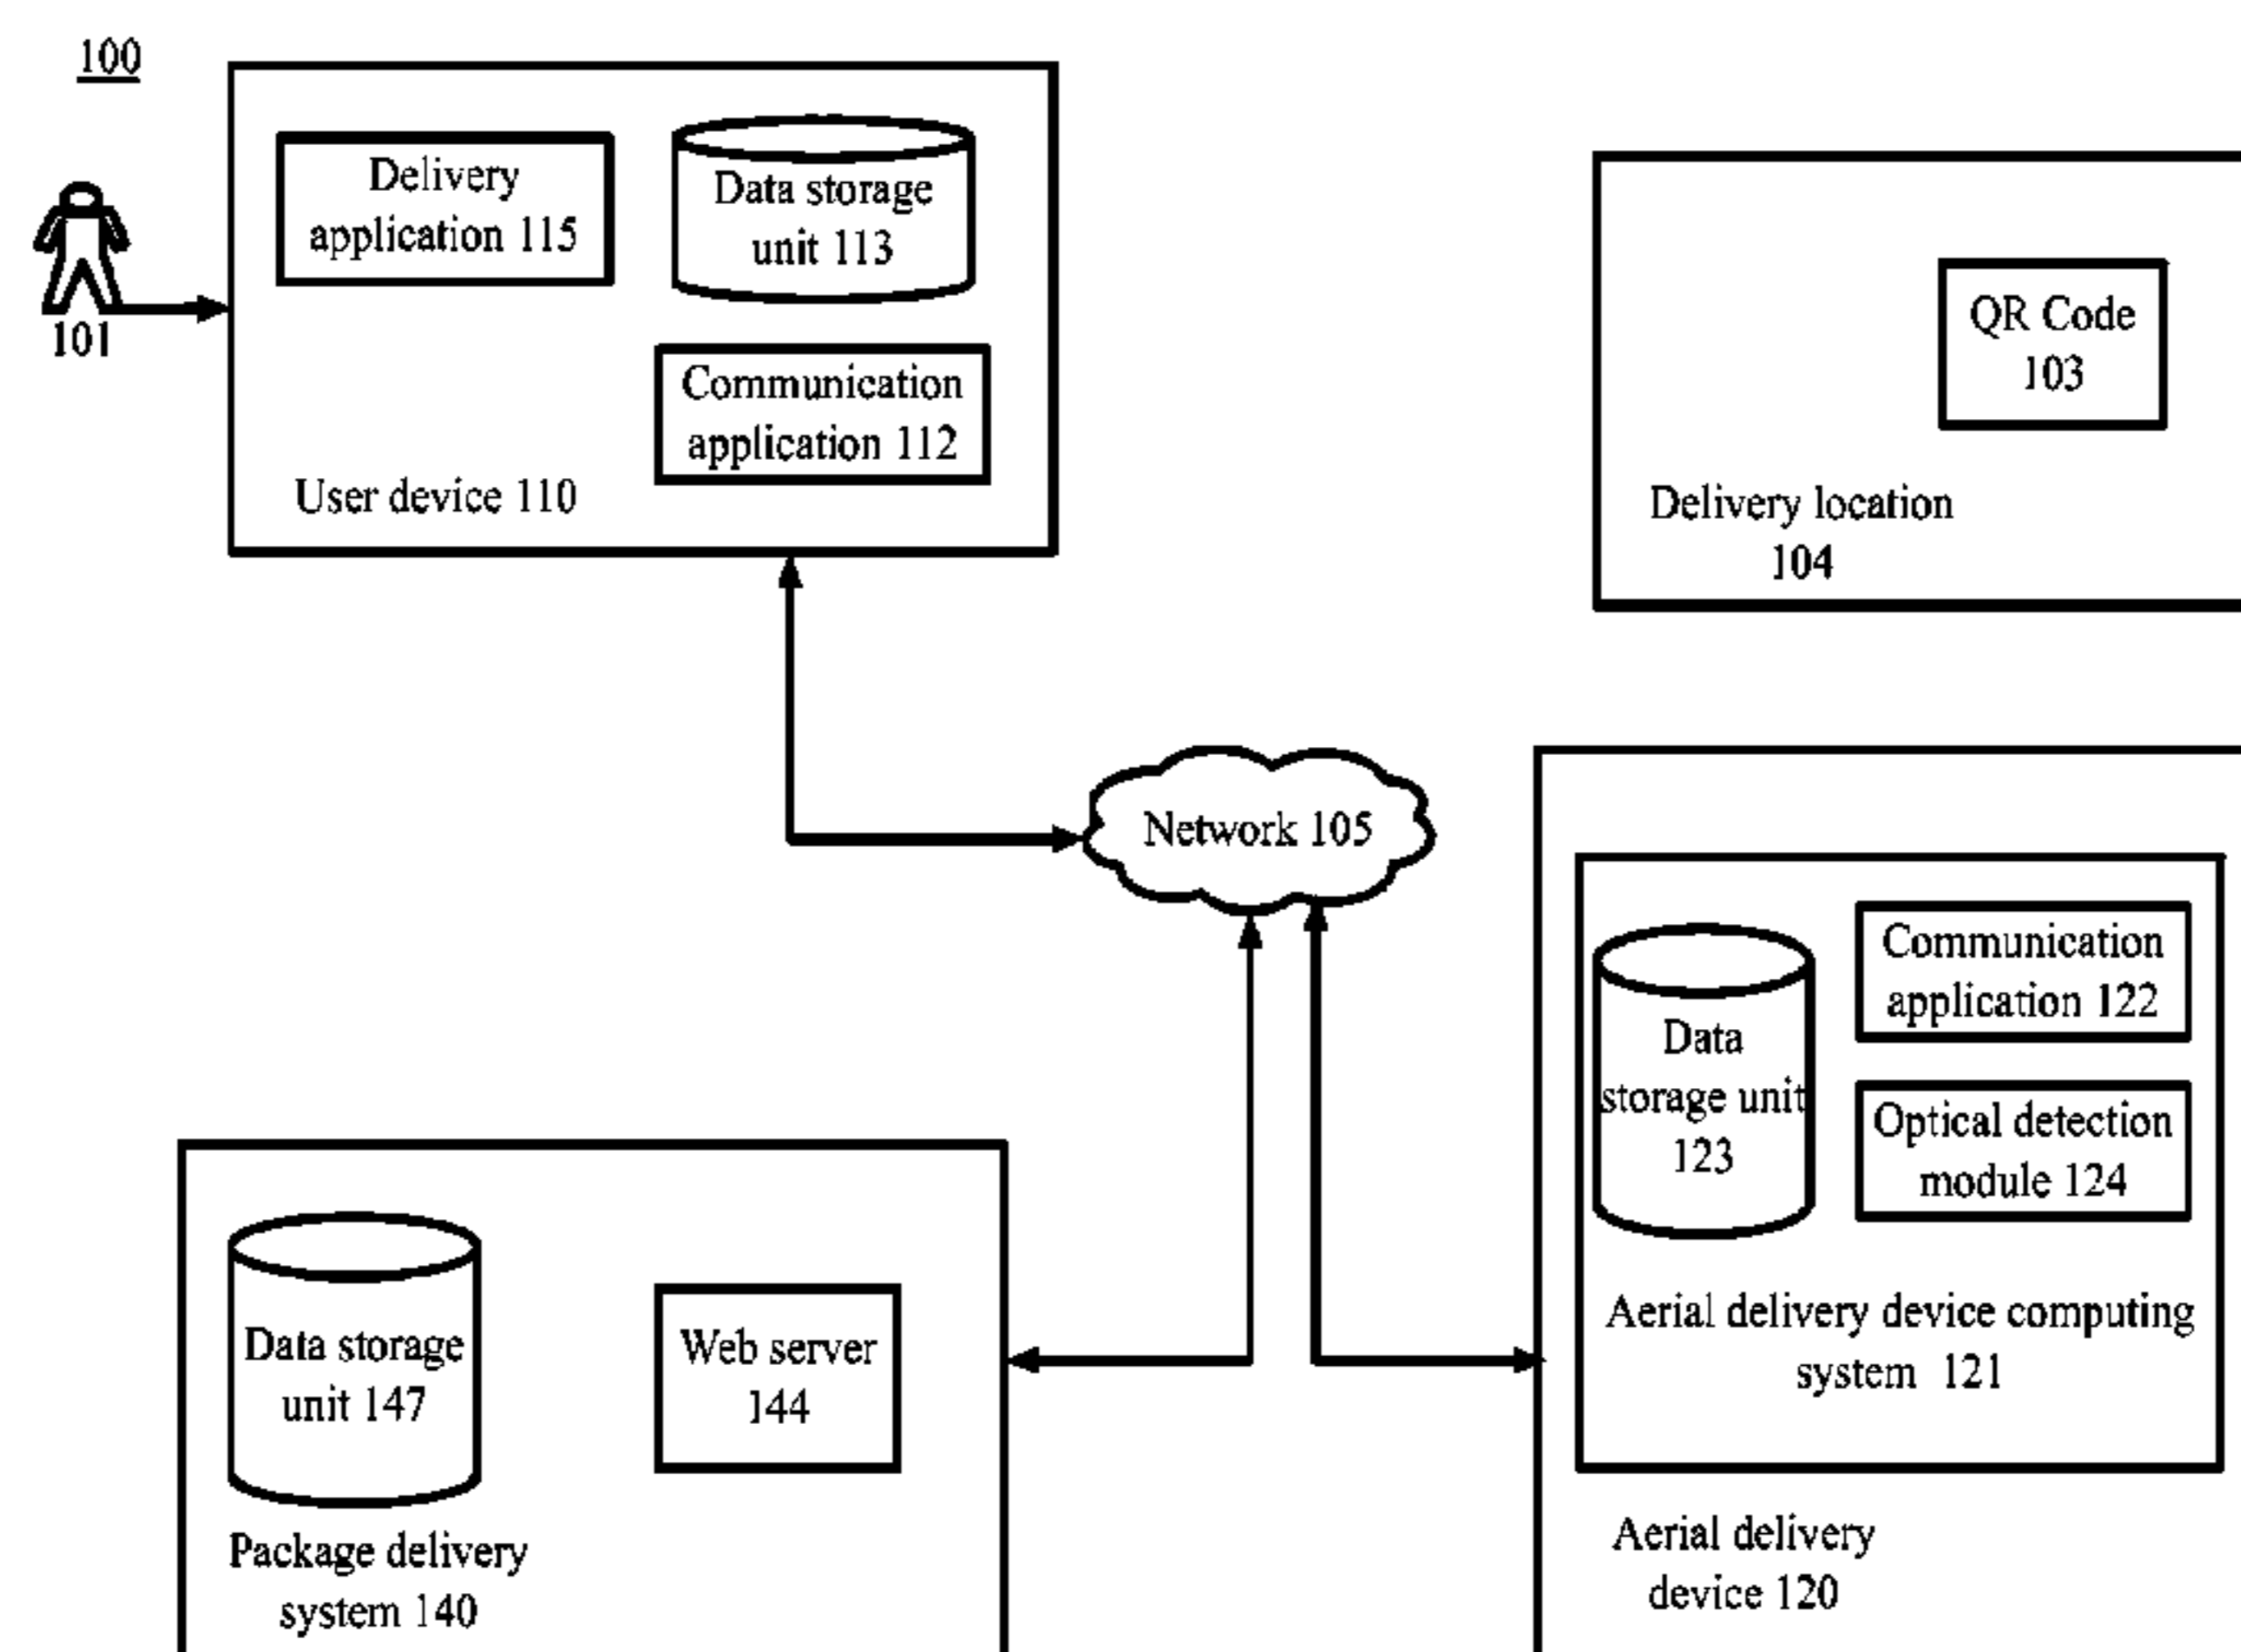 100
Delivery
application 115
Data storage
unit 113
101
Communication
application 112
User device 110
QR Code
103
Delivery location
104
Network 105
Communication
application 122
Data
storage unit
123
Optical detection
module 124
Aerial delivery device computing
system 121
Aerial delivery
device 120
Data storage
unit 147
Web server
144
Package delivery
system 140